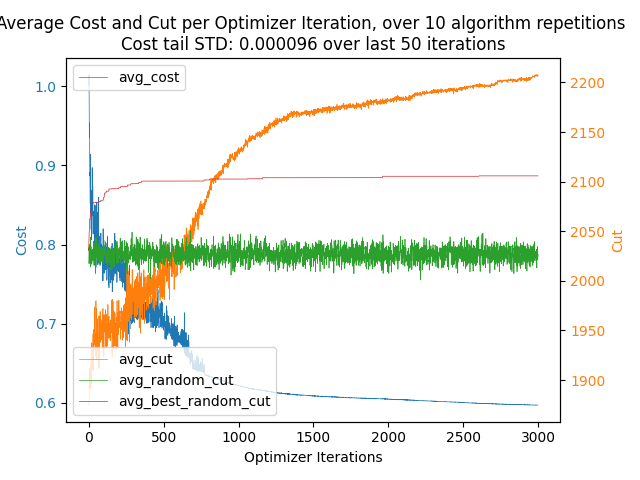 Average Cost and Cut per Optimizer Iteration, over 10 algorithm repetitions
Cost tail STD: 0.000096 over last 50 iterations
avg_cost
1.0
0.9
0.8
0.7
0.6
Cost
2200
2150
2100
2050
2000
1950
1900
Cut
avg_cut
avg_random_cut
avg_best_random_cut
0 500 1000 1500 2000 2500 3000
Optimizer Iterations